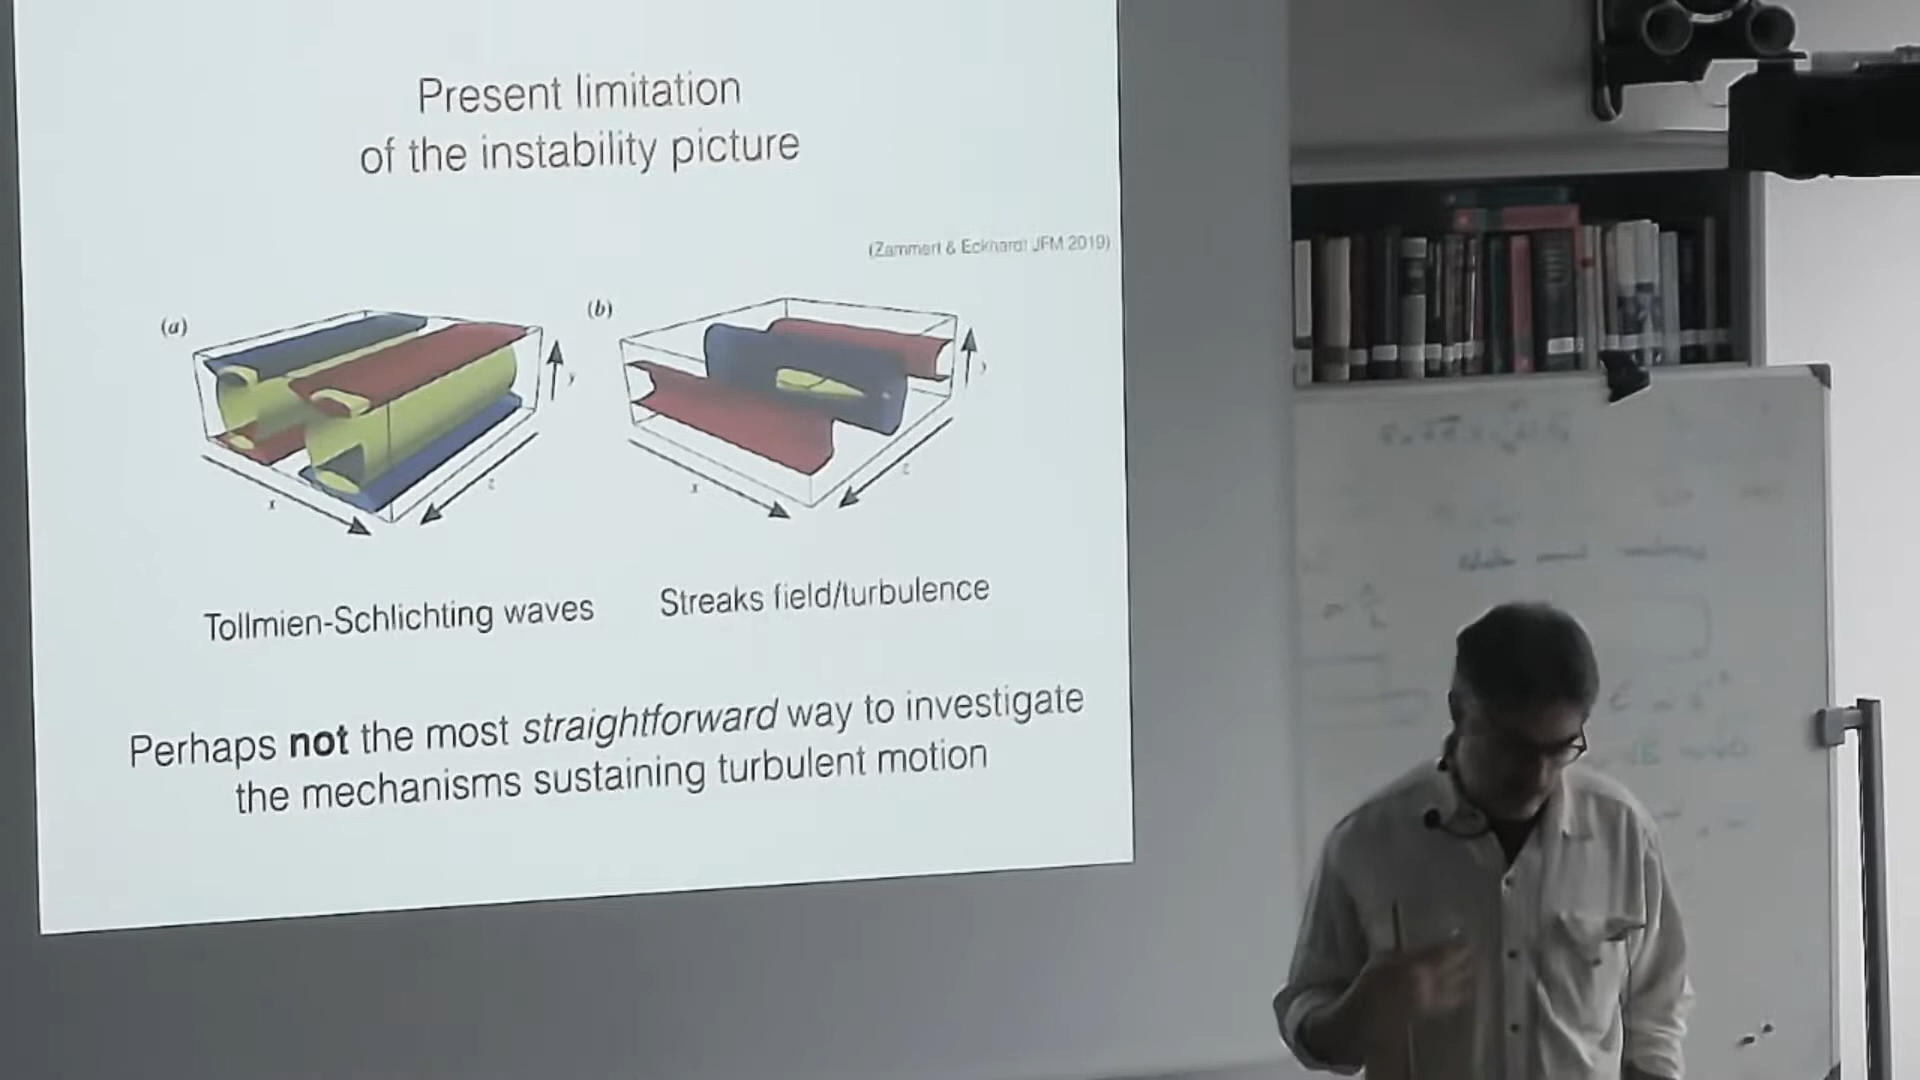 Present limitation
of the instability picture
(Zammert & Eckhardt JFM 2019)
(a)
(b)
y
y
x
z
x
z
Tollmien-Schlichting waves
Streaks field/turbulence
Perhaps not the most straightforward way to investigate
the mechanisms sustaining turbulent motion